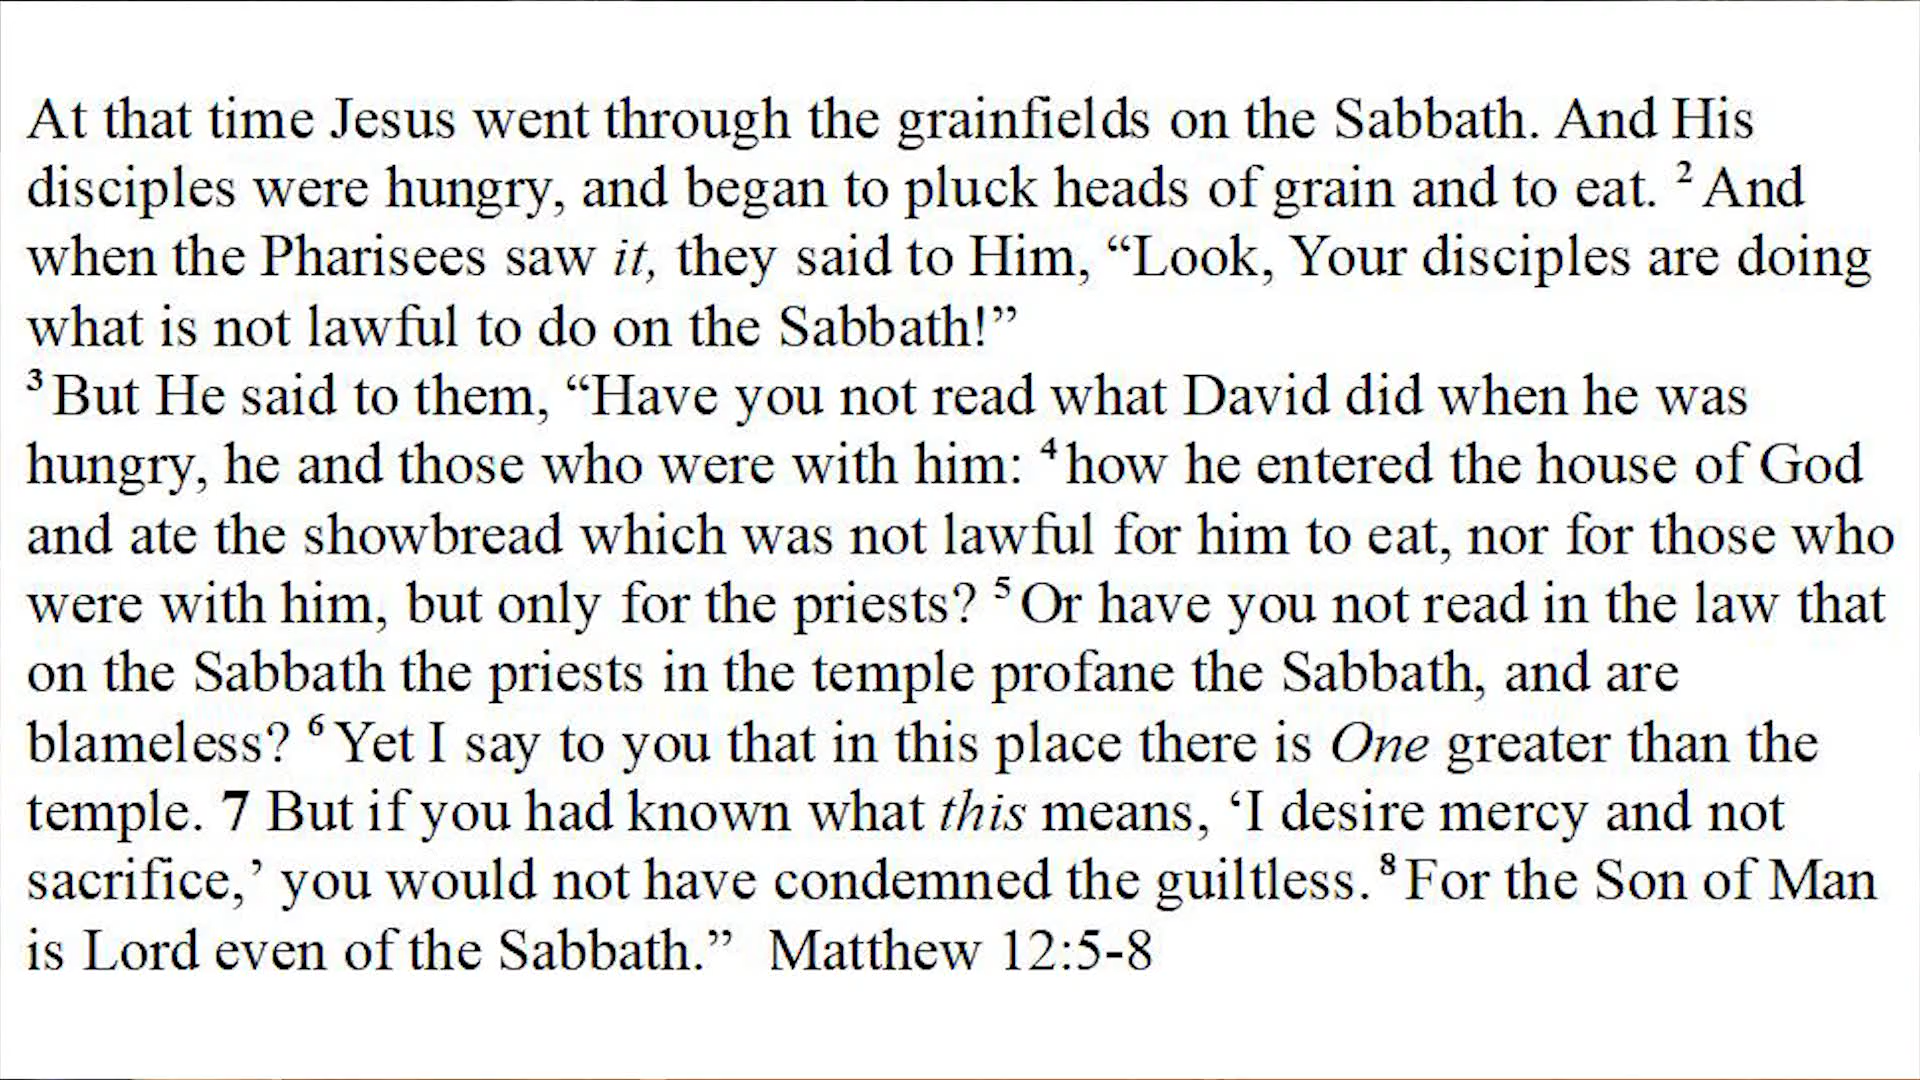 At that time Jesus went through the grainfields on the Sabbath. And His
disciples were hungry, and began to pluck heads of grain and to eat. ² And
when the Pharisees saw it, they said to Him, “Look, Your disciples are doing
what is not lawful to do on the Sabbath!”
³ But He said to them, “Have you not read what David did when he was
hungry, he and those who were with him: ⁴ how he entered the house of God
and ate the showbread which was not lawful for him to eat, nor for those who
were with him, but only for the priests? ⁵ Or have you not read in the law that
on the Sabbath the priests in the temple profane the Sabbath, and are
blameless? ⁶ Yet I say to you that in this place there is One greater than the
temple. 7 But if you had known what this means, ‘I desire mercy and not
sacrifice,’ you would not have condemned the guiltless. ⁸ For the Son of Man
is Lord even of the Sabbath.” Matthew 12:5-8